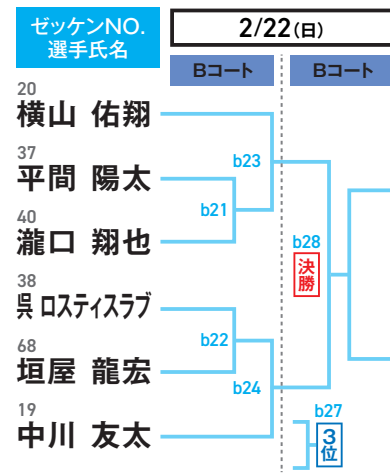 ゼッケンNO.
選手氏名
2/22(日)
Bコート
Bコート
20
横山 佑翔
37
平間 陽太
40
瀧口 翔也
38
呉 ロスティスラブ
68
垣屋 龍宏
19
中川 友太
b23
b21
b22
b24
b28
決勝
b27
3位